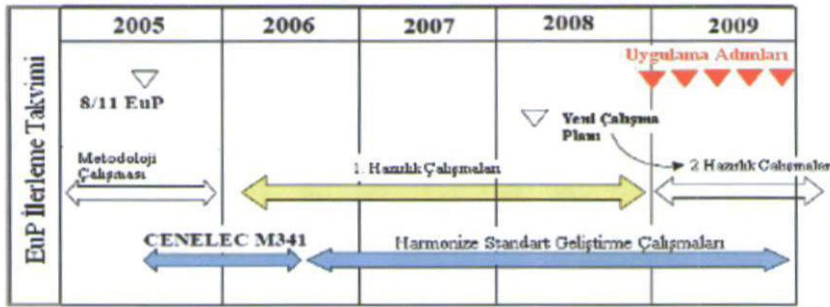 EuP İlerleme Takvimi
2005 2006 2007 2008 2009
Uygulama Adımları
8/11 EuP
Yeni Çalışma
Planı
Metodoloji
Çalışması
1. Hazırlık Çalışmaları
2 Hazırlık Çalışmaları
CENELEC M341
Harmonize Standart Geliştirme Çalışmaları